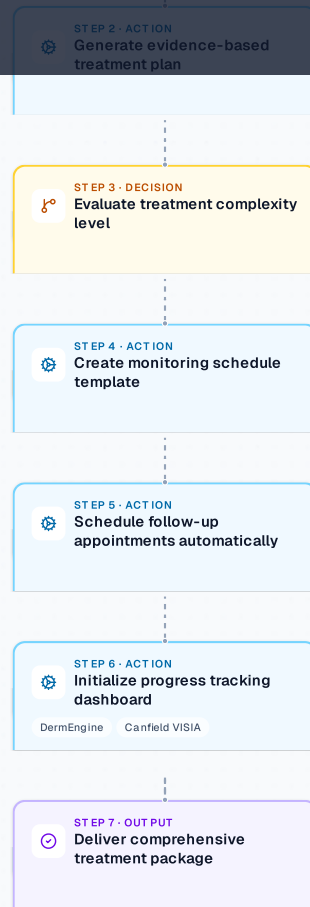 STEP 2 · ACTION
Generate evidence-based
treatment plan
STEP 3 · DECISION
Evaluate treatment complexity
level
STEP 4 · ACTION
Create monitoring schedule
template
STEP 5 · ACTION
Schedule follow-up
appointments automatically
STEP 6 · ACTION
Initialize progress tracking
dashboard
DermEngine Canfield VISIA
STEP 7 · OUTPUT
Deliver comprehensive
treatment package